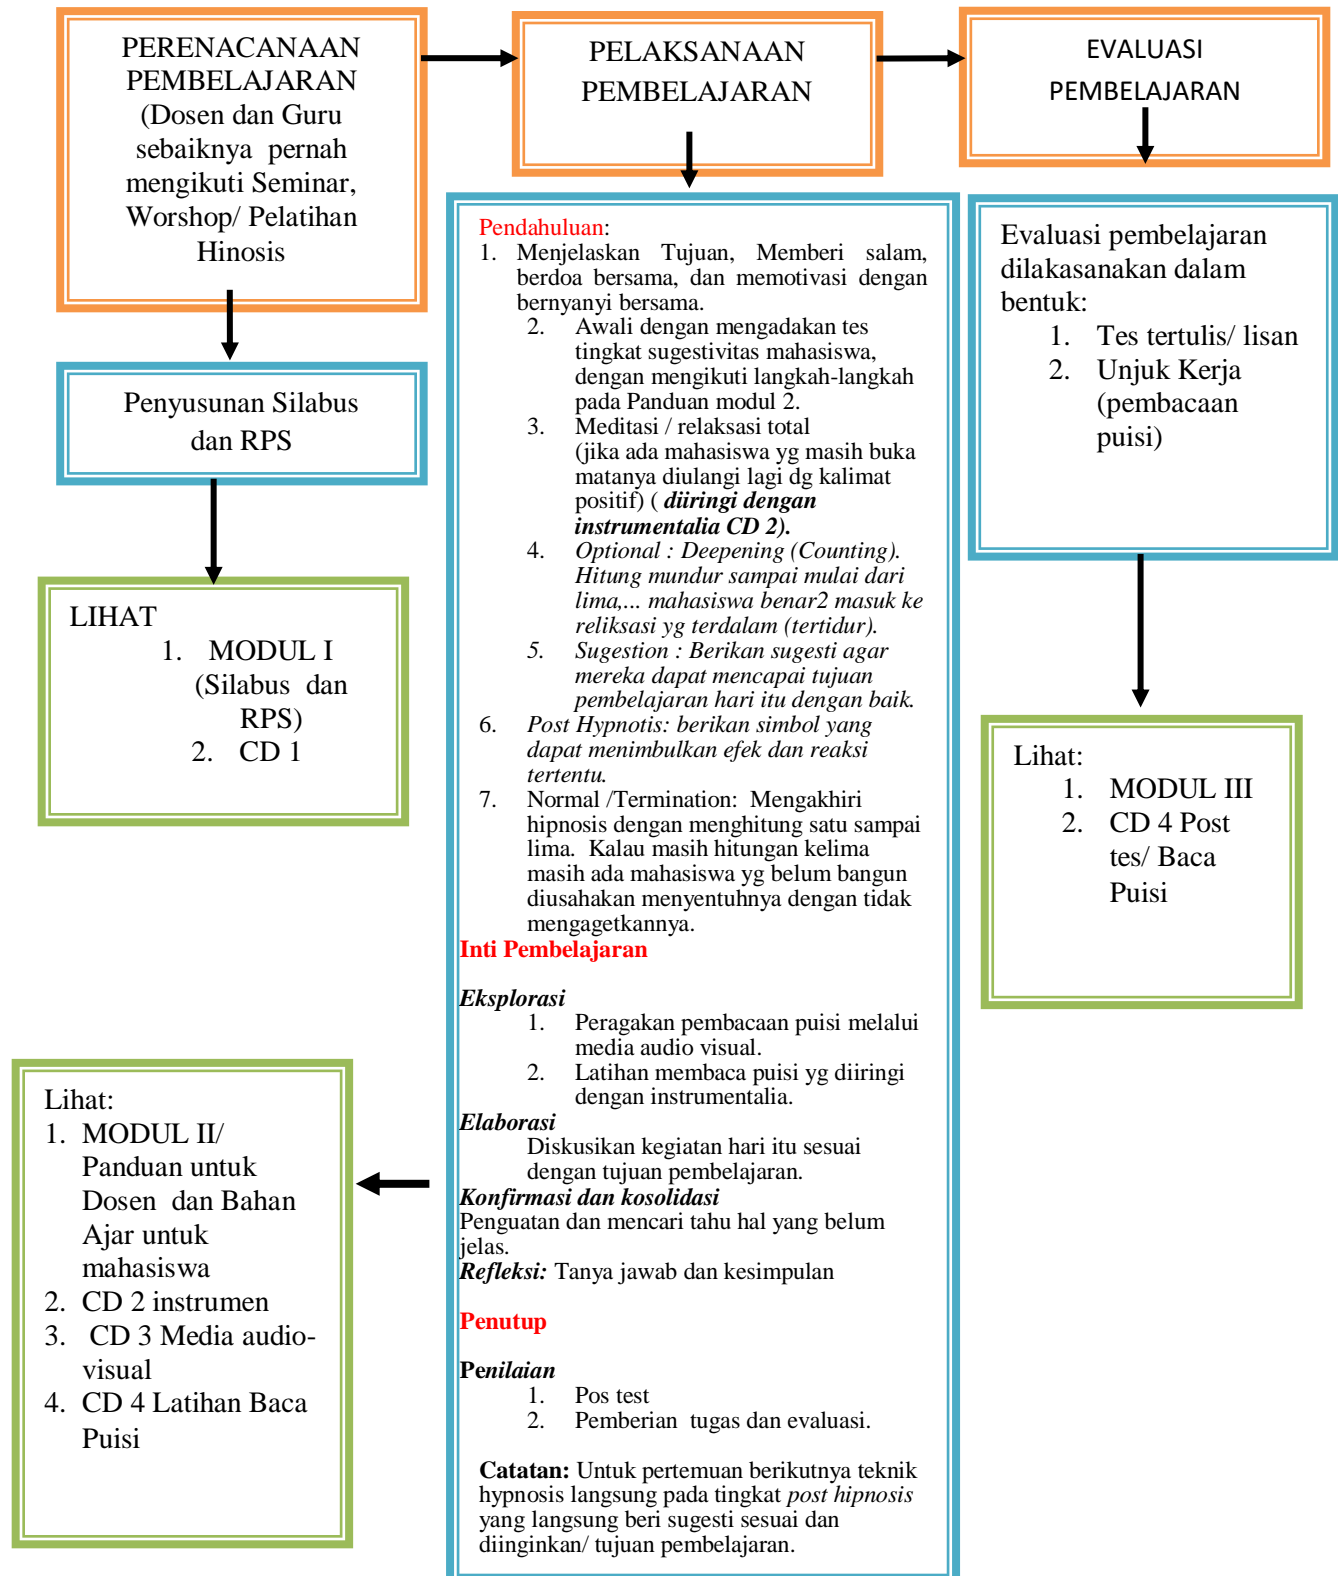 PERENACANAAN
PEMBELAJARAN
(Dosen dan Guru
sebaiknya pernah
mengikuti Seminar,
Worshop/ Pelatihan
Hinosis
PELAKSANAAN
PEMBELAJARAN
EVALUASI
PEMBELAJARAN
Penyusunan Silabus
dan RPS
LIHAT
1. MODUL I
(Silabus dan
RPS)
2. CD 1
Pendahuluan:
1. Menjelaskan Tujuan, Memberi salam,
berdoa bersama, dan memotivasi dengan
bernyanyi bersama.
2. Awali dengan mengadakan tes
tingkat sugestivitas mahasiswa,
dengan mengikuti langkah-langkah
pada Panduan modul 2.
3. Meditasi / relaksasi total
(jika ada mahasiswa yg masih buka
matanya diulangi lagi dg kalimat
positif) ( diiringi dengan
instrumentalia CD 2).
4. Optional : Deepening (Counting).
Hitung mundur sampai mulai dari
lima,... mahasiswa benar2 masuk ke
reliksasi yg terdalam (tertidur).
5. Sugestion : Berikan sugesti agar
mereka dapat mencapai tujuan
pembelajaran hari itu dengan baik.
6. Post Hypnotis: berikan simbol yang
dapat menimbulkan efek dan reaksi
tertentu.
7. Normal /Termination: Mengakhiri
hipnosis dengan menghitung satu sampai
lima. Kalau masih hitungan kelima
masih ada mahasiswa yg belum bangun
diusahakan menyentuhnya dengan tidak
mengagetkannya.
Inti Pembelajaran
Eksplorasi
1. Peragakan pembacaan puisi melalui
media audio visual.
2. Latihan membaca puisi yg diiringi
dengan instrumentalia.
Elaborasi
Diskusikan kegiatan hari itu sesuai
dengan tujuan pembelajaran.
Konfirmasi dan kosolidasi
Penguatan dan mencari tahu hal yang belum
jelas.
Refleksi: Tanya jawab dan kesimpulan
Penutup
Penilaian
1. Pos test
2. Pemberian tugas dan evaluasi.
Catatan: Untuk pertemuan berikutnya teknik
hypnosis langsung pada tingkat post hipnosis
yang langsung beri sugesti sesuai dan
diinginkan/ tujuan pembelajaran.
Evaluasi pembelajaran
dilakasanakan dalam
bentuk:
1. Tes tertulis/ lisan
2. Unjuk Kerja
(pembacaan
puisi)
Lihat:
1. MODUL III
2. CD 4 Post
tes/ Baca
Puisi
Lihat:
1. MODUL II/
Panduan untuk
Dosen dan Bahan
Ajar untuk
mahasiswa
2. CD 2 instrumen
3. CD 3 Media audio-
visual
4. CD 4 Latihan Baca
Puisi